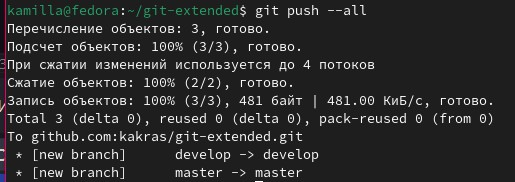 kamilla@fedora:~/git-extended$ git push --all
Перечисление объектов: 3, готово.
Подсчет объектов: 100% (3/3), готово.
При сжатии изменений используется до 4 потоков
Сжатие объектов: 100% (2/2), готово.
Запись объектов: 100% (3/3), 481 байт | 481.00 КиБ/с, готово.
Total 3 (delta 0), reused 0 (delta 0), pack-reused 0 (from 0)
To github.com:kakras/git-extended.git
 * [new branch]      develop -> develop
 * [new branch]      master -> master